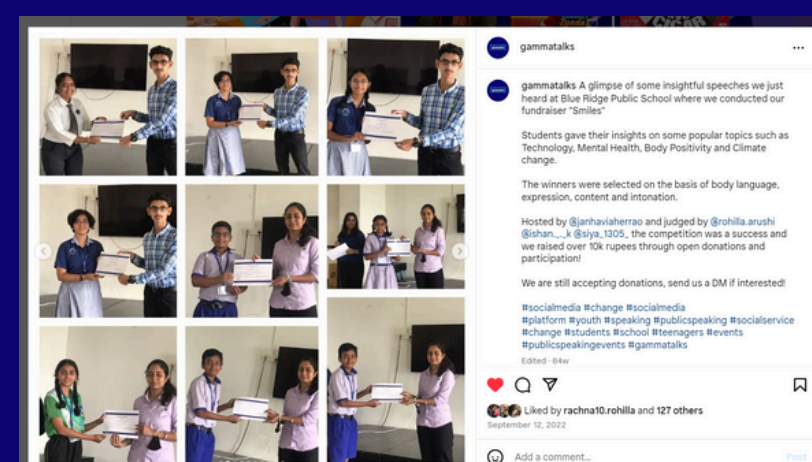 gammatalks
gammatalks A glimpse of some insightful speeches we just
heard at Blue Ridge Public School where we conducted our
fundraiser "Smiles"
Students gave their insights on some popular topics such as
Technology, Mental Health, Body Positivity and Climate
change.
The winners were selected on the basis of body language,
expression, content and intonation.
Hosted by @janhaviaherrao and judged by @rohilla.arushi
@ishan._._k @siya_1305_ the competition was a success and
we raised over 10k rupees through open donations and
participation!
We are still accepting donations, send us a DM if interested!
#socialmedia #change #socialmedia
#platform #youth #speaking #publicspeaking #socialservice
#change #students #school #teenagers #events
#publicspeakingevents #gammatalks
Edited · 84w
Liked by rachna10.rohilla and 127 others
September 12, 2022
Add a comment...
Post